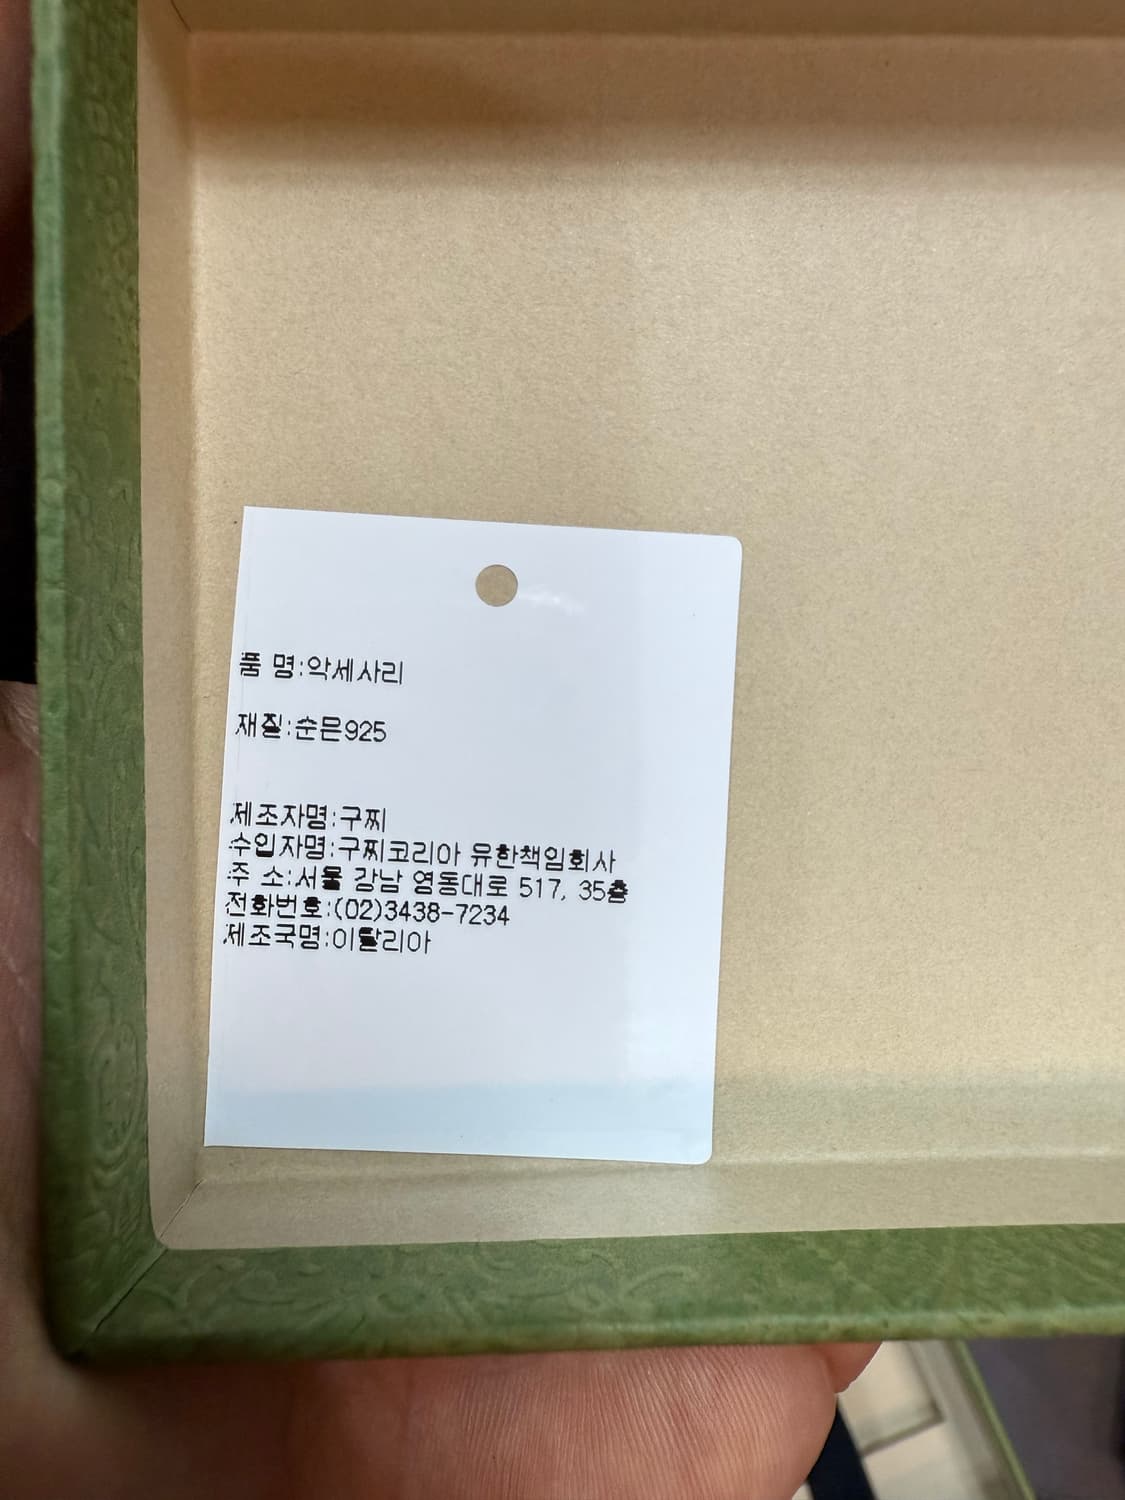 품 명:악세사리
재질:순은925
제조자명:구찌
수입자명:구찌코리아 유한책임회사
주 소:서울 강남 영동대로 517, 35층
전화번호:(02)3438-7234
제조국명:이탈리아